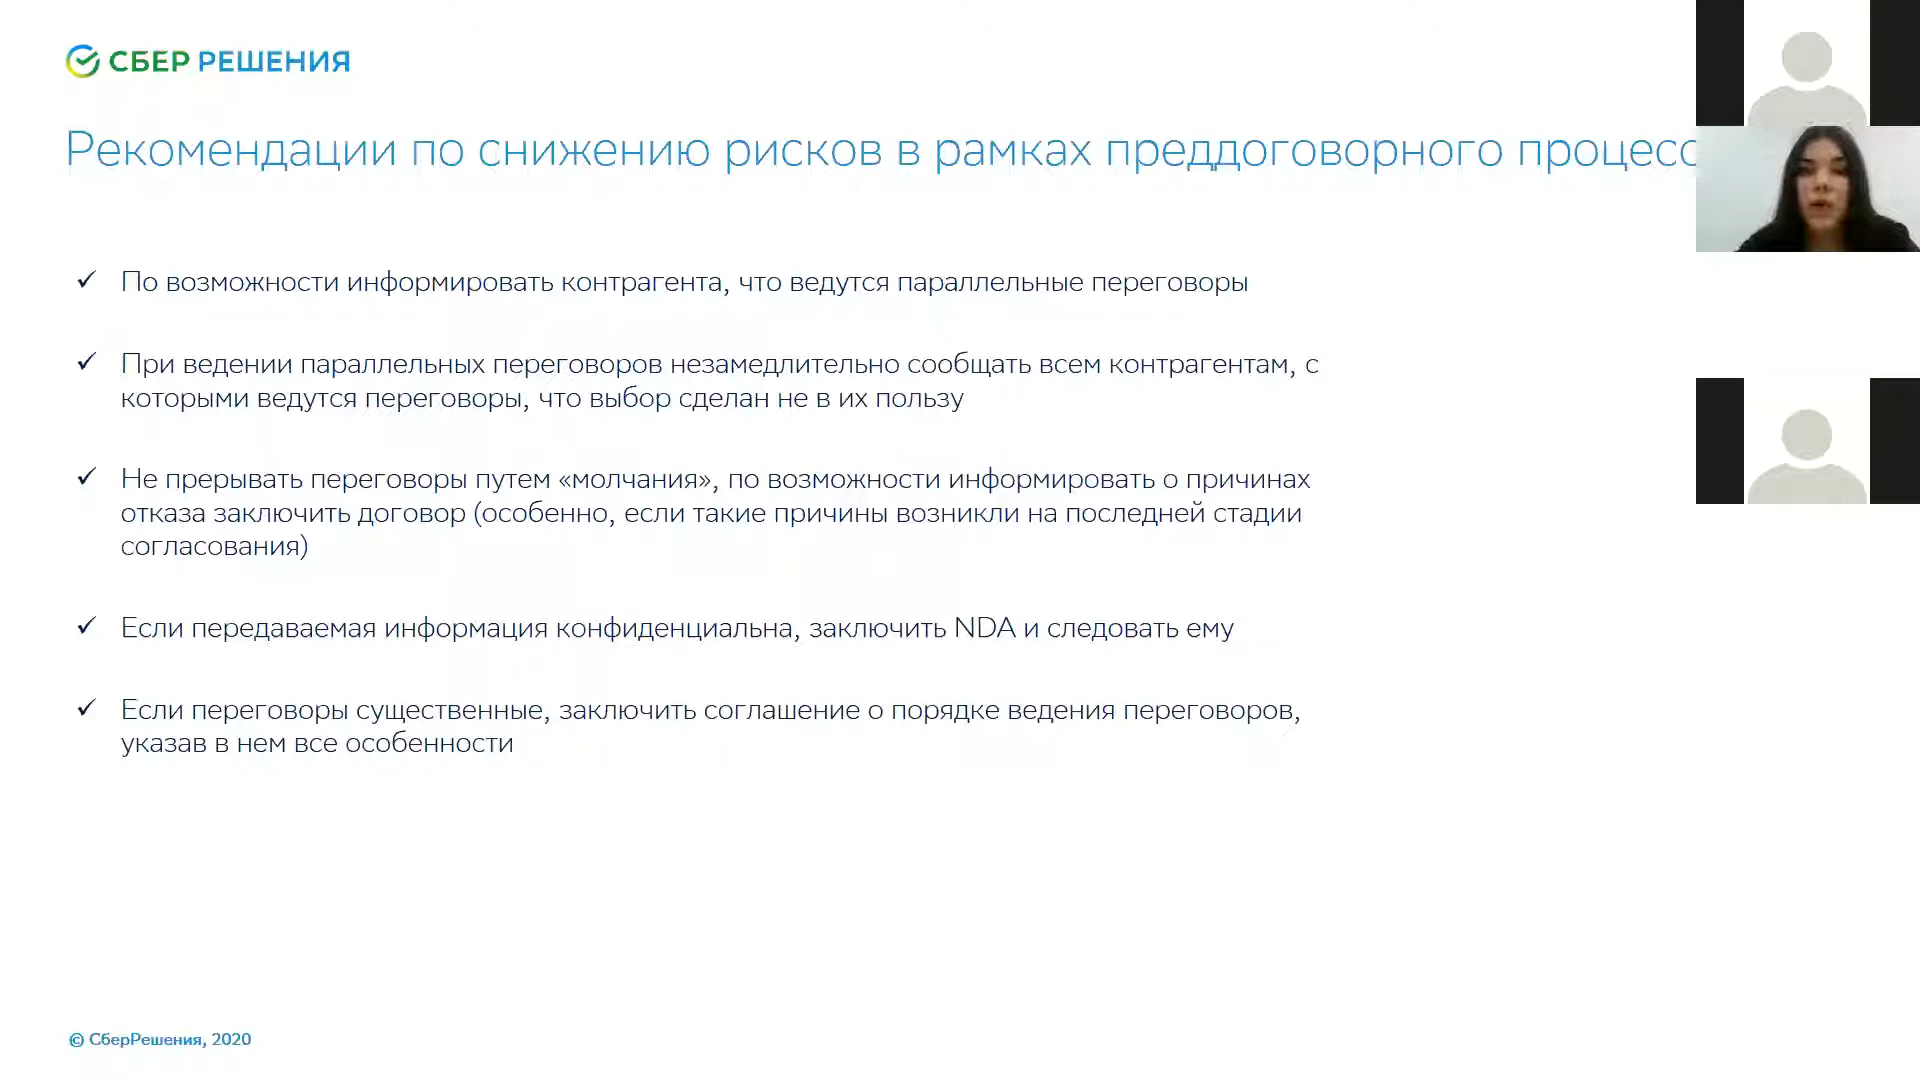 СБЕР РЕШЕНИЯ
Рекомендации по снижению рисков в рамках преддоговорного
По возможности информировать контрагента, что ведутся параллельные переговоры
При ведении параллельных переговоров незамедлительно сообщать всем контрагентам, с
которыми ведутся переговоры, что выбор сделан не в их пользу
Не прерывать переговоры путем «молчания», по возможности информировать о причинах
отказа заключить договор (особенно, если такие причины возникли на последней стадии
согласования)
Если передаваемая информация конфиденциальна, заключить NDA и следовать ему
Если переговоры существенные, заключить соглашение о порядке ведения переговоров,
указав в нем все особенности
© СберРешения, 2020